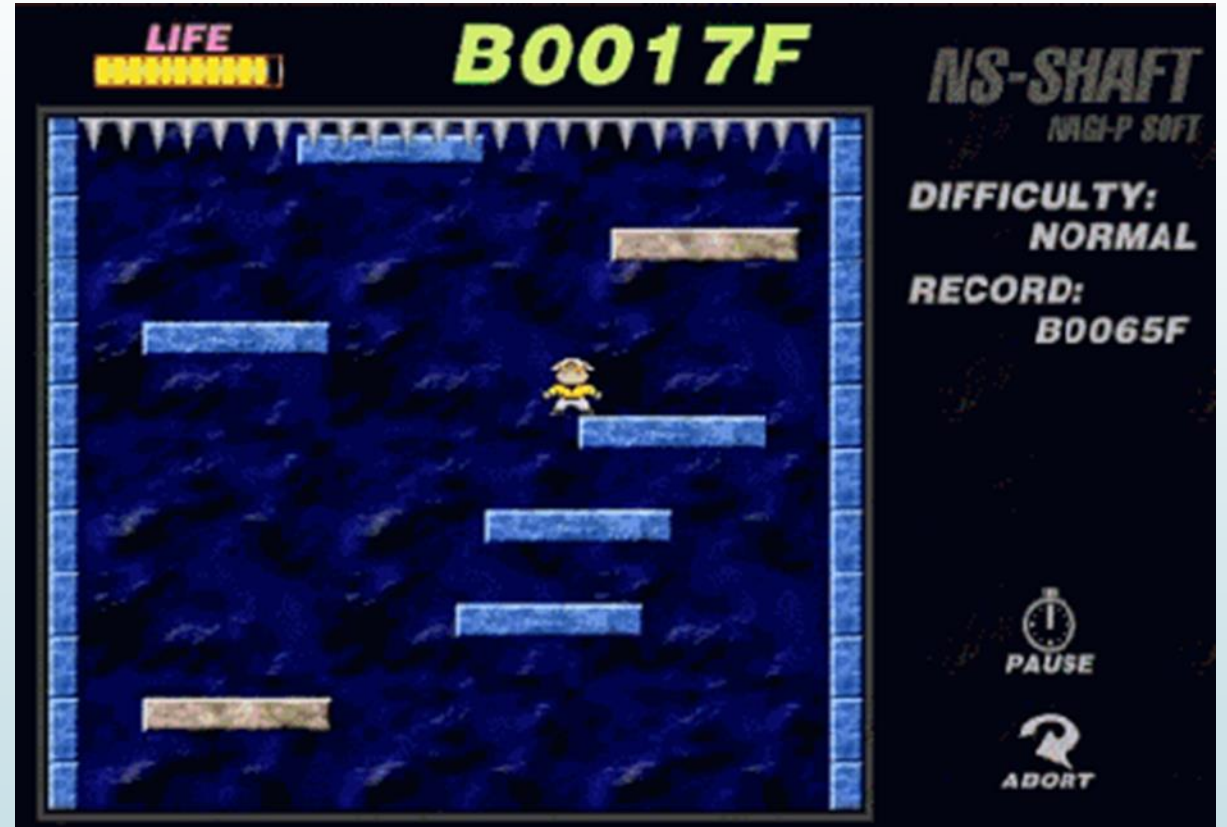 LIFE
B0017F
NS-SHAFT
NAGI-P SOFT
DIFFICULTY:
NORMAL
RECORD:
B0065F
PAUSE
ABORT